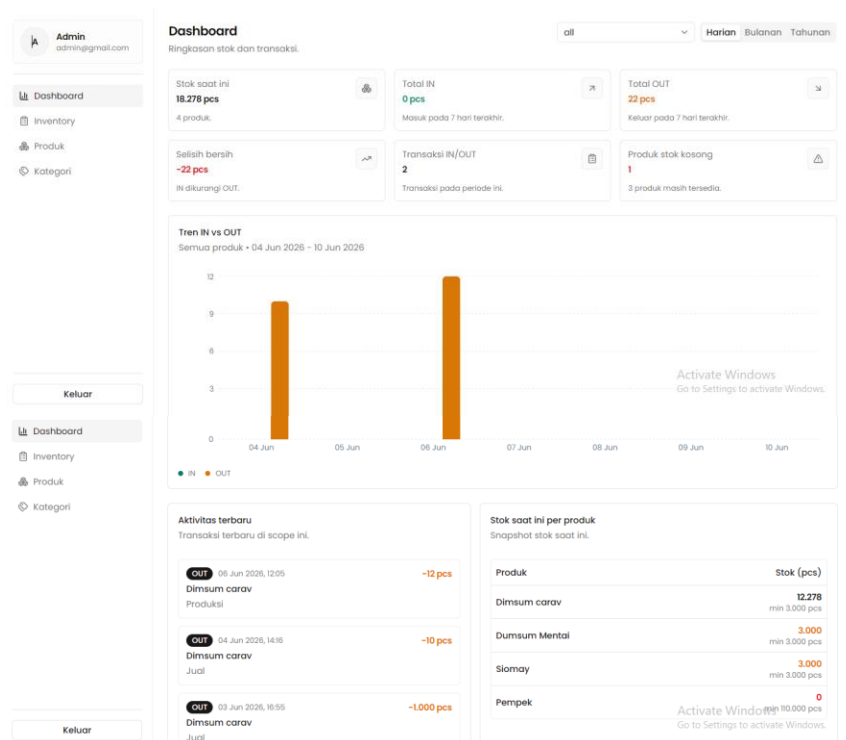 A
Admin
admin@gmail.com
Dashboard
Inventory
Produk
Kategori
Keluar
Dashboard
Inventory
Produk
Kategori
Keluar
Dashboard
Ringkasan stok dan transaksi.
all
Harian Bulanan Tahunan
Stok saat ini
18.278 pcs
4 produk.
Total IN
0 pcs
Masuk pada 7 hari terakhir.
Total OUT
22 pcs
Keluar pada 7 hari terakhir.
Selisih bersih
-22 pcs
IN dikurangi OUT.
Transaksi IN/OUT
2
Transaksi pada periode ini.
Produk stok kosong
1
3 produk masih tersedia.
Tren IN vs OUT
Semua produk • 04 Jun 2026 - 10 Jun 2026
12
9
6
3
0
04 Jun 05 Jun 06 Jun 07 Jun 08 Jun 09 Jun 10 Jun
IN OUT
Activate Windows
Go to Settings to activate Windows.
Aktivitas terbaru
Transaksi terbaru di scope ini.
OUT 06 Jun 2026, 12:05 -12 pcs
Dimsum carav
Produksi
OUT 04 Jun 2026, 14:16 -10 pcs
Dimsum carav
Jual
OUT 03 Jun 2026, 16:55 -1.000 pcs
Dimsum carav
Jual
Stok saat ini per produk
Snapshot stok saat ini.
Produk Stok (pcs)
Dimsum carav 12.278
min 3.000 pcs
Dumsum Mentai 3.000
min 3.000 pcs
Siomay 3.000
min 3.000 pcs
Pempek 0
min 110.000 pcs
Activate Windows
Go to Settings to activate Windows.